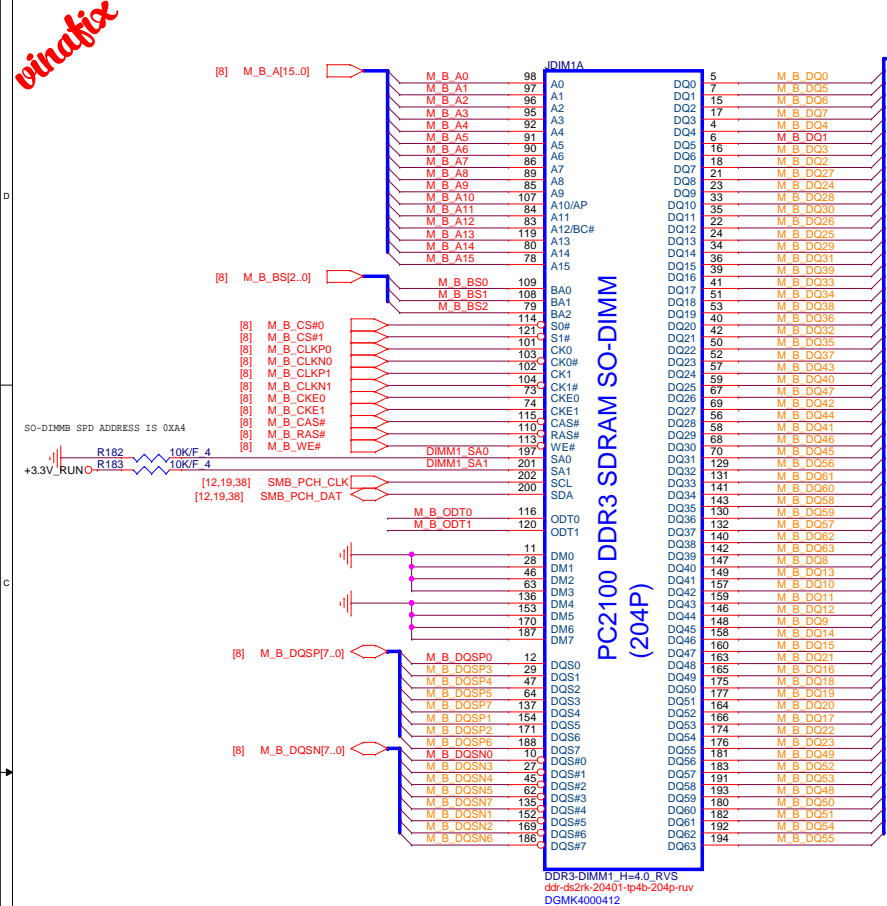 vinafix
D
C
SO-DIMMB SPD ADDRESS IS 0XA4
R182 10K/F_4
+3.3V_RUN R183 10K/F_4
[8] M_B_A[15..0]
[8] M_B_BS[2..0]
[8] M_B_CS#0
[8] M_B_CS#1
[8] M_B_CLKP0
[8] M_B_CLKN0
[8] M_B_CLKP1
[8] M_B_CLKN1
[8] M_B_CKE0
[8] M_B_CKE1
[8] M_B_CAS#
[8] M_B_RAS#
[8] M_B_WE#
[12,19,38] SMB_PCH_CLK
[12,19,38] SMB_PCH_DAT
[8] M_B_DQSP[7..0]
[8] M_B_DQSN[7..0]
JDIM1A
M_B_A0 98 A0
M_B_A1 97 A1
M_B_A2 96 A2
M_B_A3 95 A3
M_B_A4 92 A4
M_B_A5 91 A5
M_B_A6 90 A6
M_B_A7 86 A7
M_B_A8 89 A8
M_B_A9 85 A9
M_B_A10 107 A10/AP
M_B_A11 84 A11
M_B_A12 83 A12/BC#
M_B_A13 119 A13
M_B_A14 80 A14
M_B_A15 78 A15
M_B_BS0 109 BA0
M_B_BS1 108 BA1
M_B_BS2 79 BA2
114 S0#
121 S1#
101 CK0
103 CK0#
102 CK1
104 CK1#
73 CKE0
74 CKE1
115 CAS#
110 RAS#
113 WE#
DIMM1_SA0 197 SA0
DIMM1_SA1 201 SA1
202 SCL
200 SDA
M_B_ODT0 116 ODT0
M_B_ODT1 120 ODT1
11 DM0
28 DM1
46 DM2
63 DM3
136 DM4
153 DM5
170 DM6
187 DM7
M_B_DQSP0 12 DQS0
M_B_DQSP3 29 DQS1
M_B_DQSP4 47 DQS2
M_B_DQSP5 64 DQS3
M_B_DQSP7 137 DQS4
M_B_DQSP1 154 DQS5
M_B_DQSP2 171 DQS6
M_B_DQSP6 188 DQS7
M_B_DQSN0 10 DQS#0
M_B_DQSN3 27 DQS#1
M_B_DQSN4 45 DQS#2
M_B_DQSN5 62 DQS#3
M_B_DQSN7 135 DQS#4
M_B_DQSN1 152 DQS#5
M_B_DQSN2 169 DQS#6
M_B_DQSN6 186 DQS#7
PC2100 DDR3 SDRAM SO-DIMM
(204P)
DQ0 5 M_B_DQ0
DQ1 7 M_B_DQ5
DQ2 15 M_B_DQ6
DQ3 17 M_B_DQ7
DQ4 4 M_B_DQ4
DQ5 6 M_B_DQ1
DQ6 16 M_B_DQ3
DQ7 18 M_B_DQ2
DQ8 21 M_B_DQ27
DQ9 23 M_B_DQ24
DQ10 33 M_B_DQ28
DQ11 35 M_B_DQ30
DQ12 22 M_B_DQ26
DQ13 24 M_B_DQ25
DQ14 34 M_B_DQ29
DQ15 36 M_B_DQ31
DQ16 39 M_B_DQ39
DQ17 41 M_B_DQ33
DQ18 51 M_B_DQ34
DQ19 53 M_B_DQ38
DQ20 40 M_B_DQ36
DQ21 42 M_B_DQ32
DQ22 50 M_B_DQ35
DQ23 52 M_B_DQ37
DQ24 57 M_B_DQ43
DQ25 59 M_B_DQ40
DQ26 67 M_B_DQ47
DQ27 69 M_B_DQ42
DQ28 56 M_B_DQ44
DQ29 58 M_B_DQ41
DQ30 68 M_B_DQ46
DQ31 70 M_B_DQ45
DQ32 129 M_B_DQ56
DQ33 131 M_B_DQ61
DQ34 141 M_B_DQ60
DQ35 143 M_B_DQ58
DQ36 130 M_B_DQ59
DQ37 132 M_B_DQ57
DQ38 140 M_B_DQ62
DQ39 142 M_B_DQ63
DQ40 147 M_B_DQ8
DQ41 149 M_B_DQ13
DQ42 157 M_B_DQ10
DQ43 159 M_B_DQ11
DQ44 146 M_B_DQ12
DQ45 148 M_B_DQ9
DQ46 158 M_B_DQ14
DQ47 160 M_B_DQ15
DQ48 163 M_B_DQ21
DQ49 165 M_B_DQ16
DQ50 175 M_B_DQ18
DQ51 177 M_B_DQ19
DQ52 164 M_B_DQ20
DQ53 166 M_B_DQ17
DQ54 174 M_B_DQ22
DQ55 176 M_B_DQ23
DQ56 181 M_B_DQ49
DQ57 183 M_B_DQ52
DQ58 191 M_B_DQ53
DQ59 193 M_B_DQ48
DQ60 180 M_B_DQ50
DQ61 182 M_B_DQ51
DQ62 192 M_B_DQ54
DQ63 194 M_B_DQ55
DDR3-DIMM1_H=4.0_RVS
ddr-ds2rk-20401-tp4b-204p-ruv
DGMK4000412